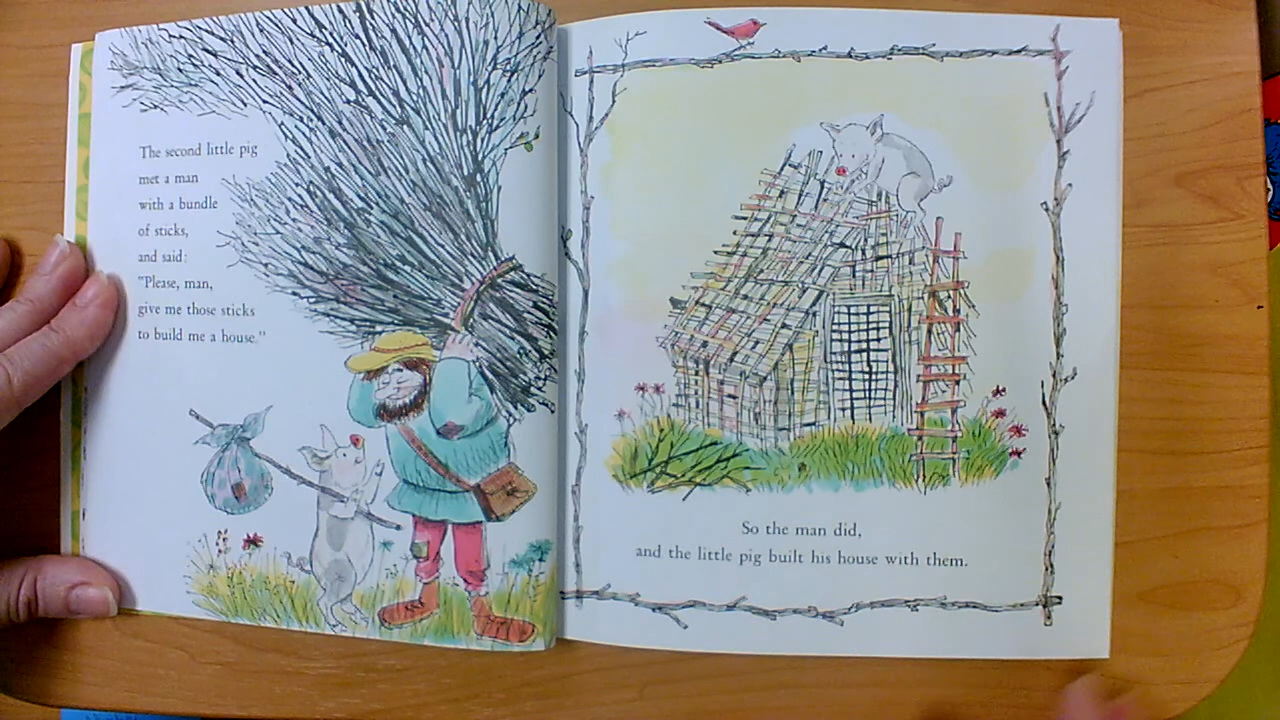 The second little pig
met a man
with a bundle
of sticks,
and said:
"Please, man,
give me those sticks
to build me a house."
So the man did,
and the little pig built his house with them.